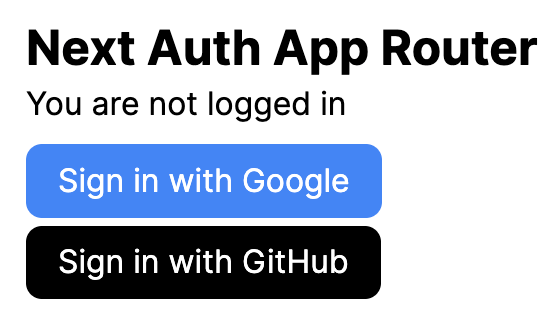 Next Auth App Router
You are not logged in
Sign in with Google
Sign in with GitHub